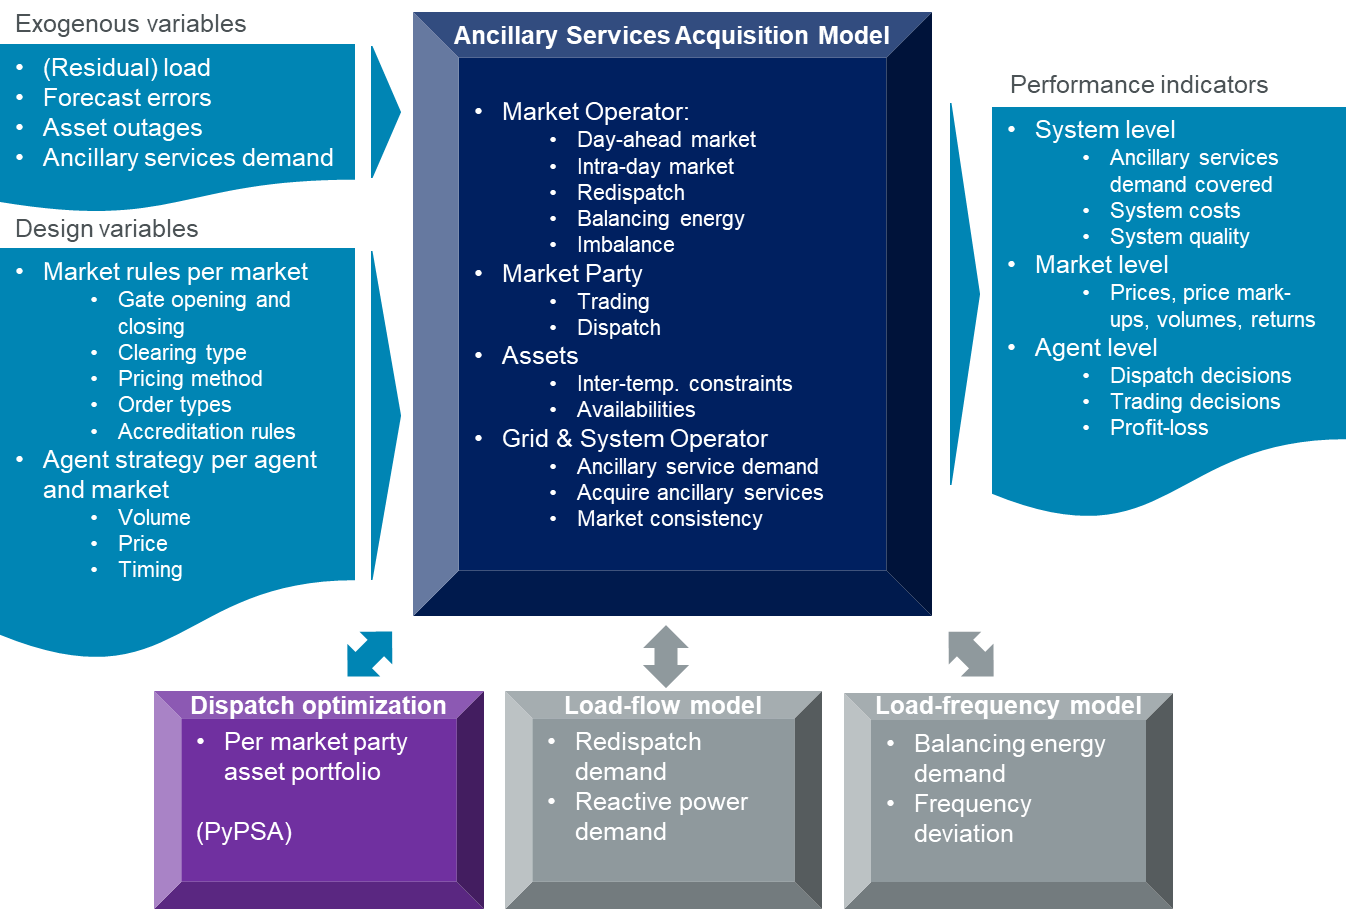 Exogenous variables
• (Residual) load
• Forecast errors
• Asset outages
• Ancillary services demand
Design variables
• Market rules per market
• Gate opening and
closing
• Clearing type
• Pricing method
• Order types
• Accreditation rules
• Agent strategy per agent
and market
• Volume
• Price
• Timing
Ancillary Services Acquisition Model
• Market Operator:
• Day-ahead market
• Intra-day market
• Redispatch
• Balancing energy
• Imbalance
• Market Party
• Trading
• Dispatch
• Assets
• Inter-temp. constraints
• Availabilities
• Grid & System Operator
• Ancillary service demand
• Acquire ancillary services
• Market consistency
Performance indicators
• System level
• Ancillary services
demand covered
• System costs
• System quality
• Market level
• Prices, price mark-
ups, volumes, returns
• Agent level
• Dispatch decisions
• Trading decisions
• Profit-loss
Dispatch optimization
• Per market party
asset portfolio
(PyPSA)
Load-flow model
• Redispatch
demand
• Reactive power
demand
Load-frequency model
• Balancing energy
demand
• Frequency
deviation